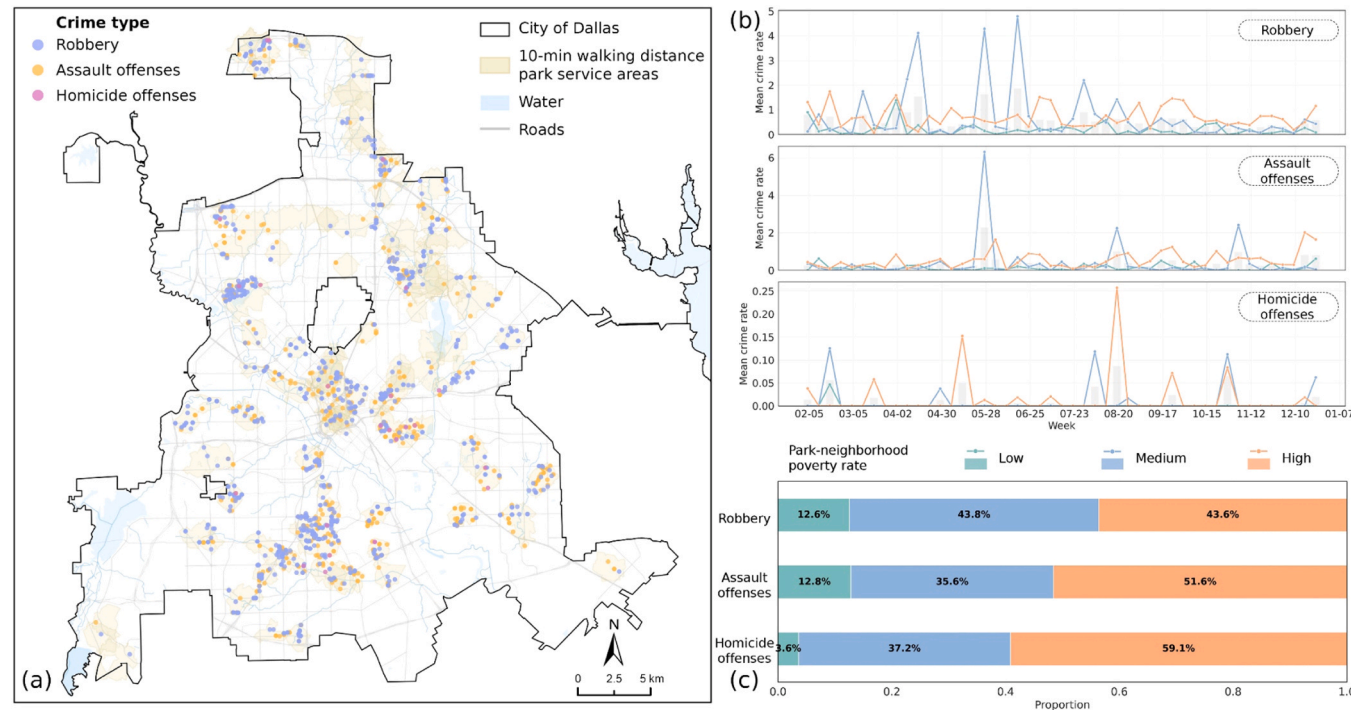 Crime type
Robbery
Assault offenses
Homicide offenses
City of Dallas
10-min walking distance
park service areas
Water
Roads
N
0 2.5 5 km
(a)
(b)
Robbery
Mean crime rate
5
4
3
2
1
0
Assault
offenses
Mean crime rate
6
4
2
0
Homicide
offenses
Mean crime rate
0.25
0.20
0.15
0.10
0.05
0.00
02-05 03-05 04-02 04-30 05-28 06-25 07-23 08-20 09-17 10-15 11-12 12-10 01-07
Week
Park-neighborhood
poverty rate
Low Medium High
Robbery 12.6% 43.8% 43.6%
Assault
offenses
12.8% 35.6% 51.6%
Homicide
offenses
3.6% 37.2% 59.1%
(c)
0.0 0.2 0.4 0.6 0.8 1.0
Proportion